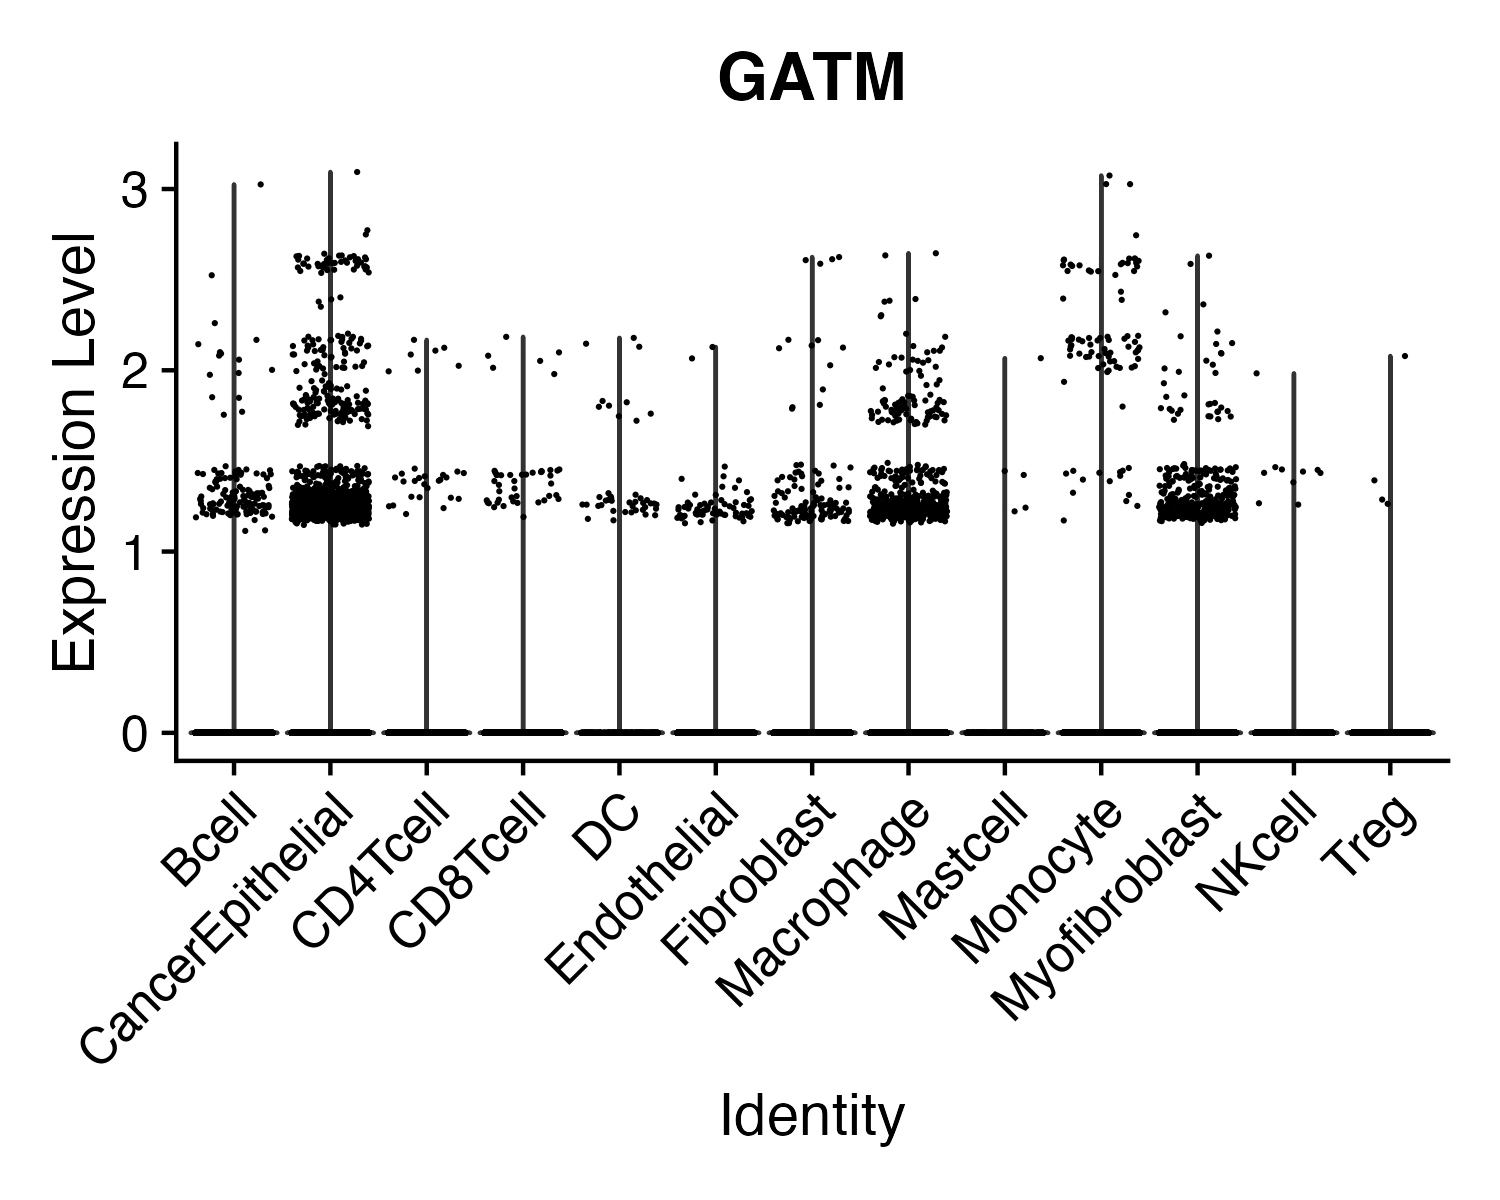 GATM
Expression Level
3
2
1
0
Bcell
CancerEpithelial
CD4Tcell
CD8Tcell
DC
Endothelial
Fibroblast
Macrophage
Mastcell
Monocyte
Myofibroblast
NKcell
Treg
Identity